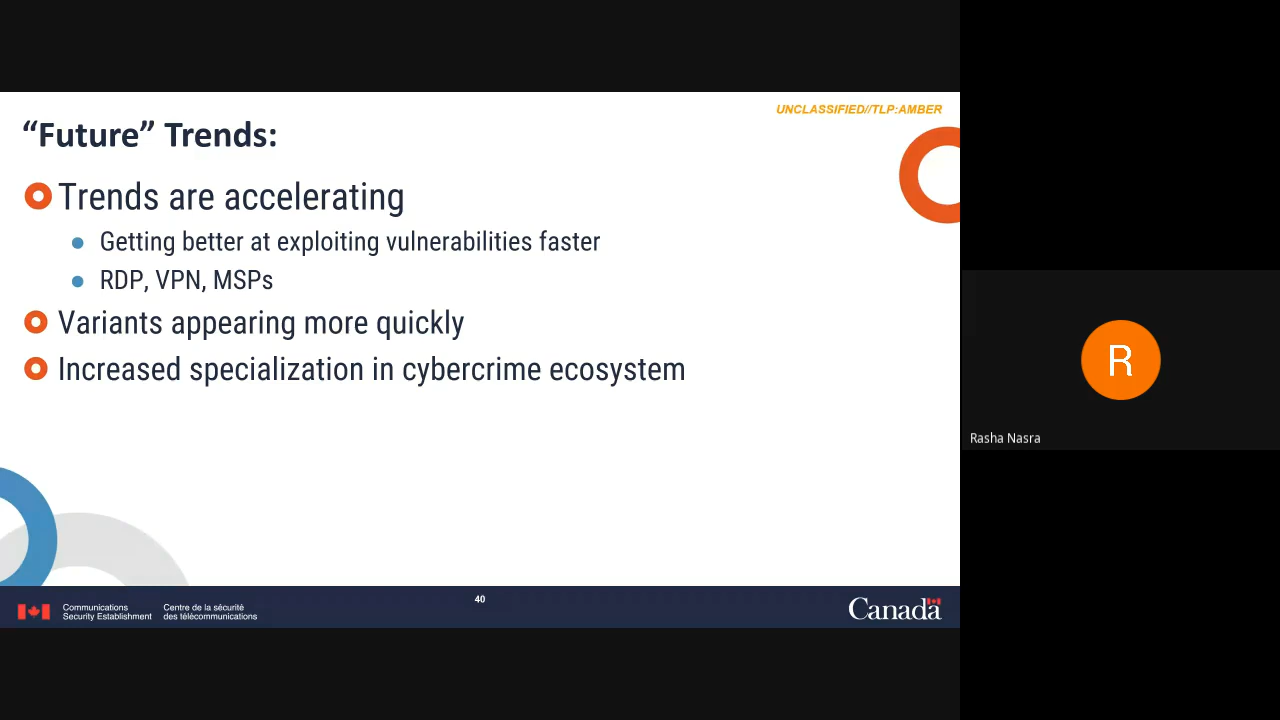 UNCLASSIFIED//TLP:AMBER
“Future” Trends:
Trends are accelerating
Getting better at exploiting vulnerabilities faster
RDP, VPN, MSPs
Variants appearing more quickly
Increased specialization in cybercrime ecosystem
40
Communications
Security Establishment
Centre de la sécurité
des télécommunications
Canada
R
Rasha Nasra